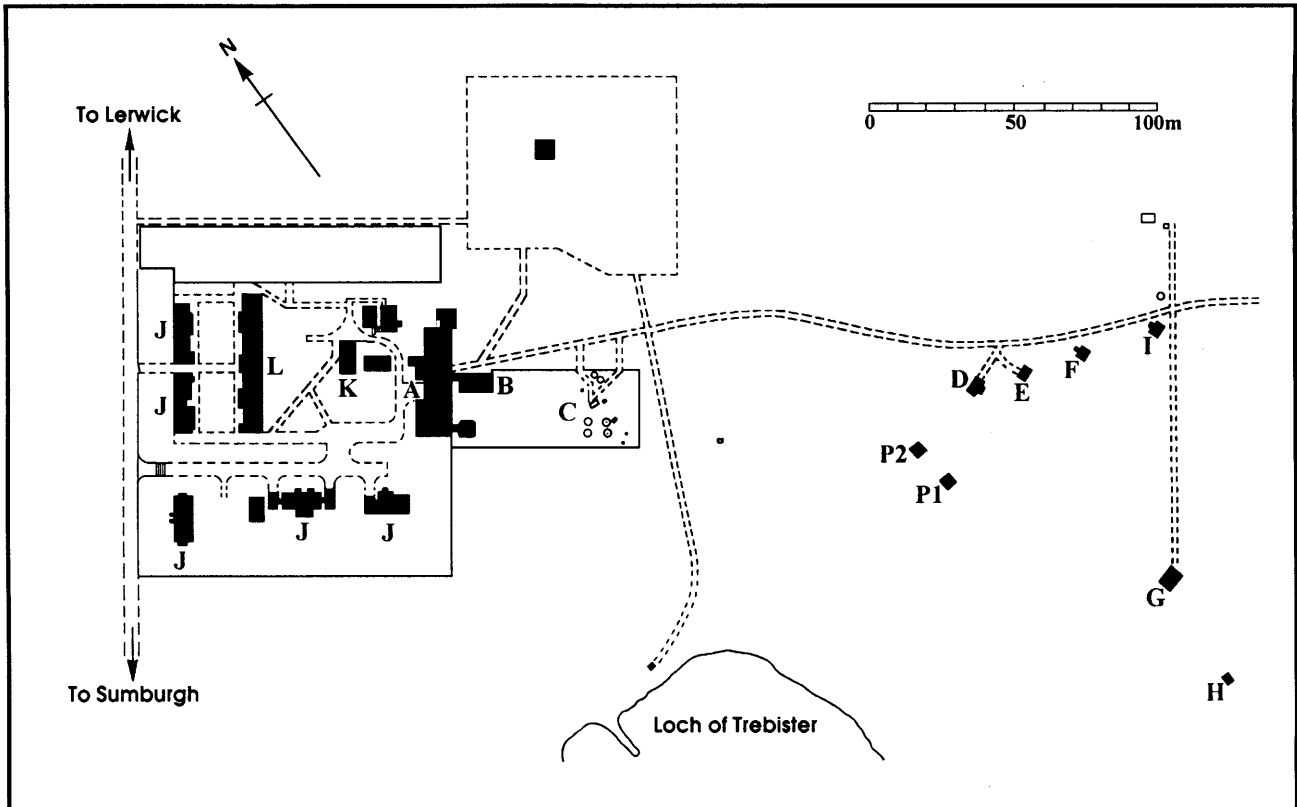 N
To Lerwick
0 50 100m
J
L
K
A
B
C
D
E
F
I
J
P2
P1
J
J
J
G
To Sumburgh
H
Loch of Trebister